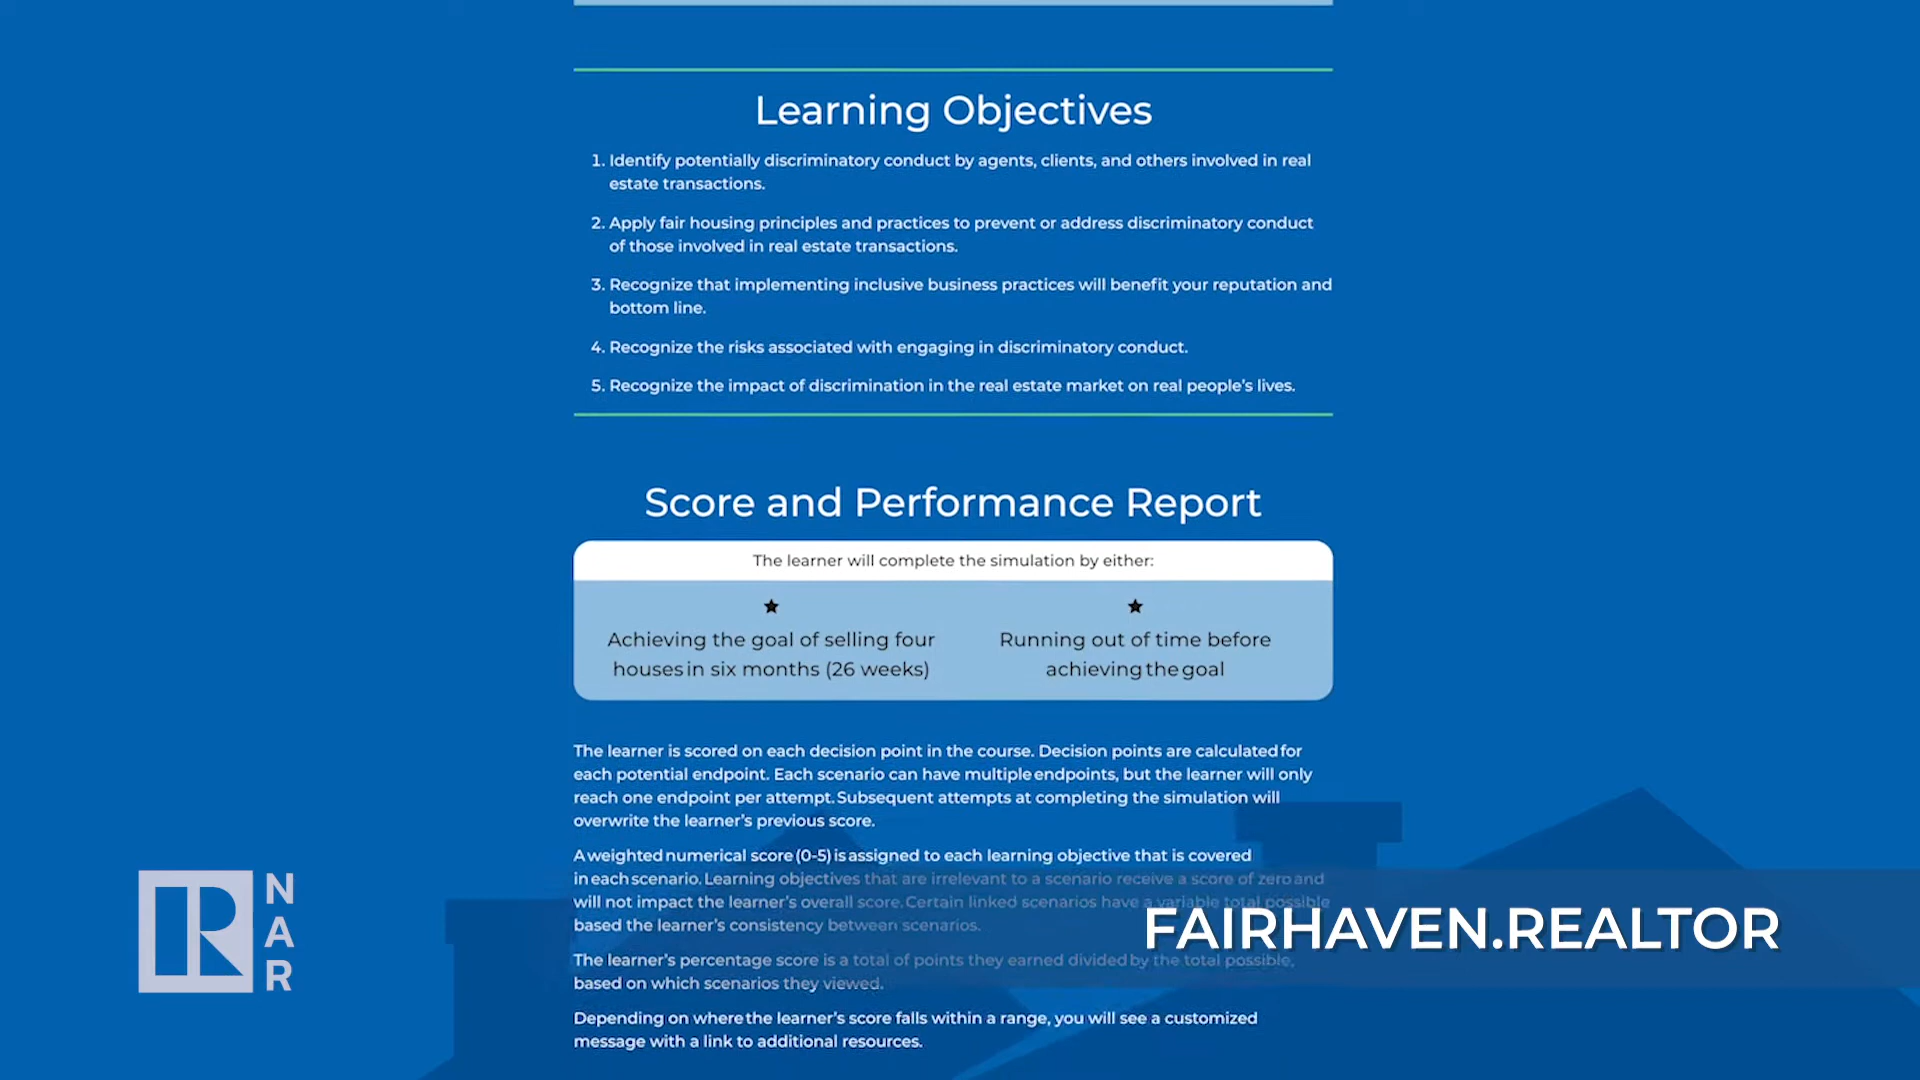 Learning Objectives
1. Identify potentially discriminatory conduct by agents, clients, and others involved in real
estate transactions.
2. Apply fair housing principles and practices to prevent or address discriminatory conduct
of those involved in real estate transactions.
3. Recognize that implementing inclusive business practices will benefit your reputation and
bottom line.
4. Recognize the risks associated with engaging in discriminatory conduct.
5. Recognize the impact of discrimination in the real estate market on real people's lives.
Score and Performance Report
The learner will complete the simulation by either:
★ ★
Achieving the goal of selling four
houses in six months (26 weeks)
Running out of time before
achieving the goal
The learner is scored on each decision point in the course. Decision points are calculated for
each potential endpoint. Each scenario can have multiple endpoints, but the learner will only
reach one endpoint per attempt. Subsequent attempts at completing the simulation will
overwrite the learner's previous score.
A weighted numerical score (0-5) is assigned to each learning objective that is covered
in each scenario. Learning objectives that are irrelevant to a scenario receive a score of zero and
will not impact the learner's overall score. Certain linked scenarios have a variable total possible
based the learner's consistency between scenarios.
The learner's percentage score is a total of points they earned divided by the total possible,
based on which scenarios they viewed.
Depending on where the learner's score falls within a range, you will see a customized
message with a link to additional resources.
R
NAR
FAIRHAVEN.REALTOR